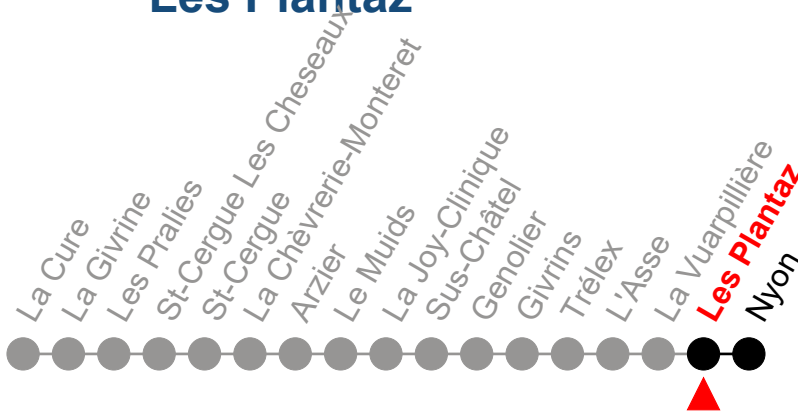 Les Plantaz
La Cure
La Givrine
Les Pralies
St-Cergue Les Cheseaux
St-Cergue
La Chèvrerie-Monteret
Arzier
Le Muids
La Joy-Clinique
Sus-Châtel
Genolier
Givrins
Trélex
L'Asse
La Vuarpillière
Les Plantaz
Nyon